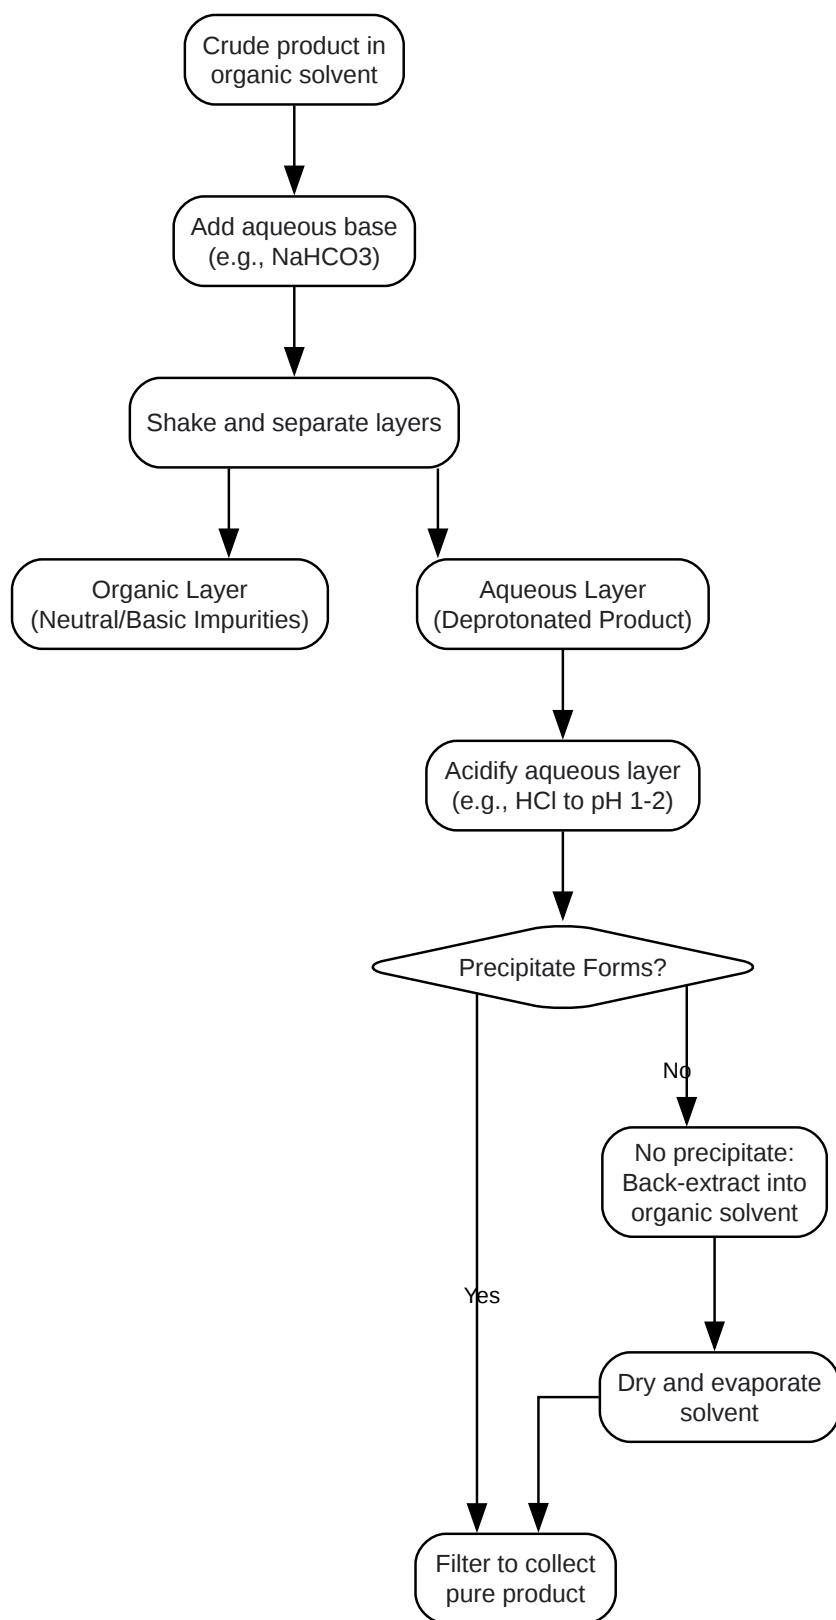 Crude product in
organic solvent
Add aqueous base
(e.g., NaHCO3)
Shake and separate layers
Organic Layer
(Neutral/Basic Impurities)
Aqueous Layer
(Deprotonated Product)
Acidify aqueous layer
(e.g., HCl to pH 1-2)
Precipitate Forms?
No
No precipitate:
Back-extract into
organic solvent
Yes
Dry and evaporate
solvent
Filter to collect
pure product